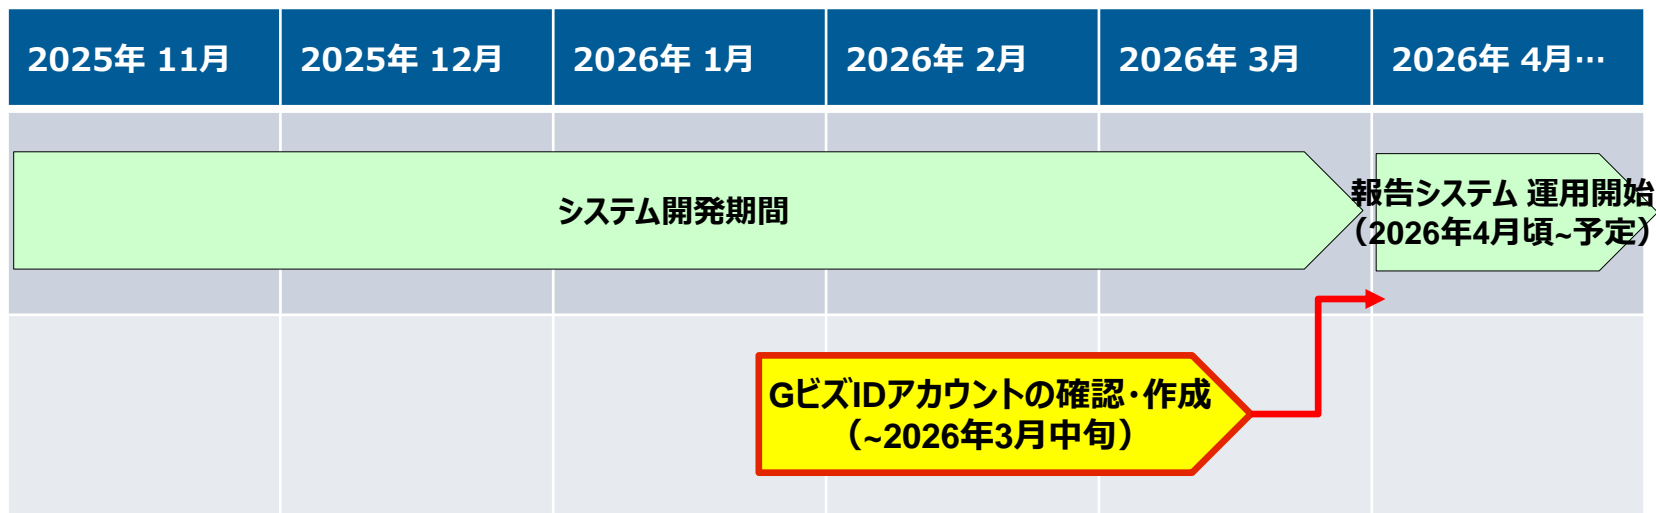 2025年 11月
2025年 12月
2026年 1月
2026年 2月
2026年 3月
2026年 4月…
システム開発期間
報告システム 運用開始
（2026年4月頃~予定）
GビズIDアカウントの確認・作成
（~2026年3月中旬）